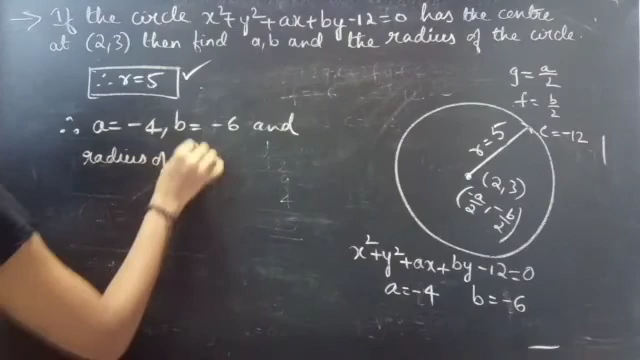 → If the circle x²+y²+ax+by-12=0 has the centre
at (2,3) then find a,b and the radius of the circle.
∴ r=5 ✓
∴ a=-4, b=-6 and
radius of
g=a/2
f=b/2
c=-12
r=5
(2,3)
(-a/2, -b/2)
x²+y²+ax+by-12=0
a=-4 b=-6